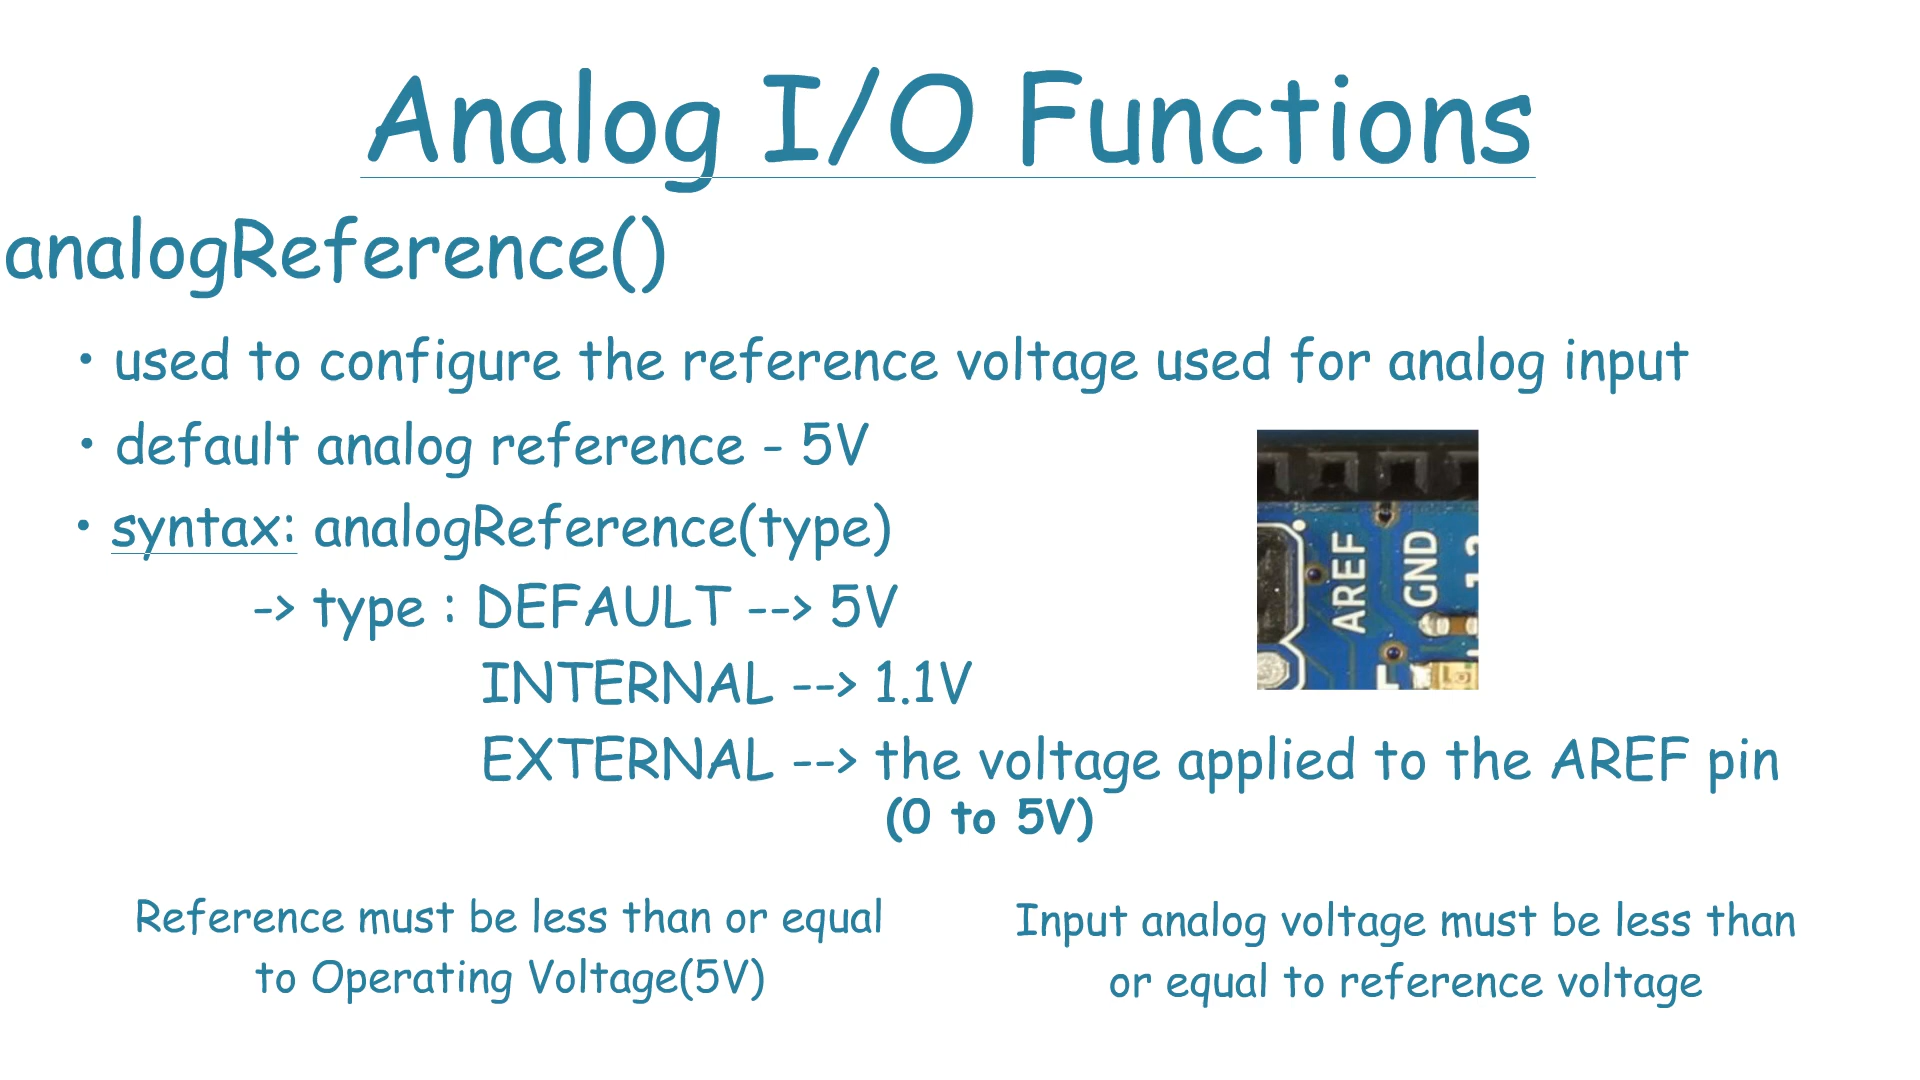 Analog I/O Functions
analogReference()
• used to configure the reference voltage used for analog input
• default analog reference - 5V
• syntax: analogReference(type)
-> type : DEFAULT --> 5V
INTERNAL --> 1.1V
EXTERNAL --> the voltage applied to the AREF pin
(0 to 5V)
AREF
GND
Reference must be less than or equal
to Operating Voltage(5V)
Input analog voltage must be less than
or equal to reference voltage